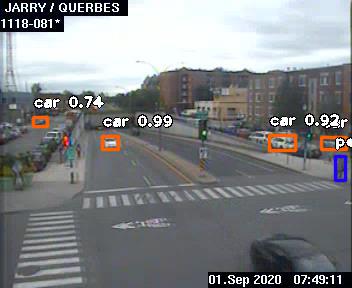 JARRY / QUERBES
1118-081*
car 0.74
car 0.99
car 0.92
01.Sep 2020 07:49:11